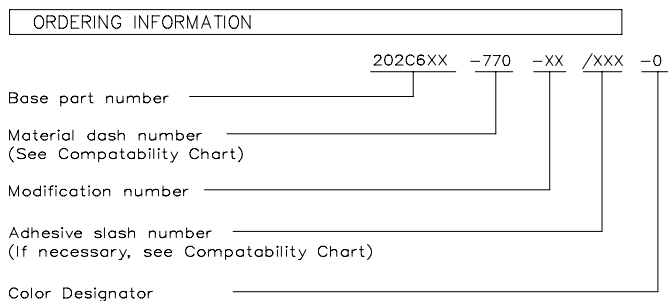 ORDERING INFORMATION
202C6XX -770 -XX /XXX -0
Base part number
Material dash number
(See Compatability Chart)
Modification number
Adhesive slash number
(If necessary, see Compatability Chart)
Color Designator